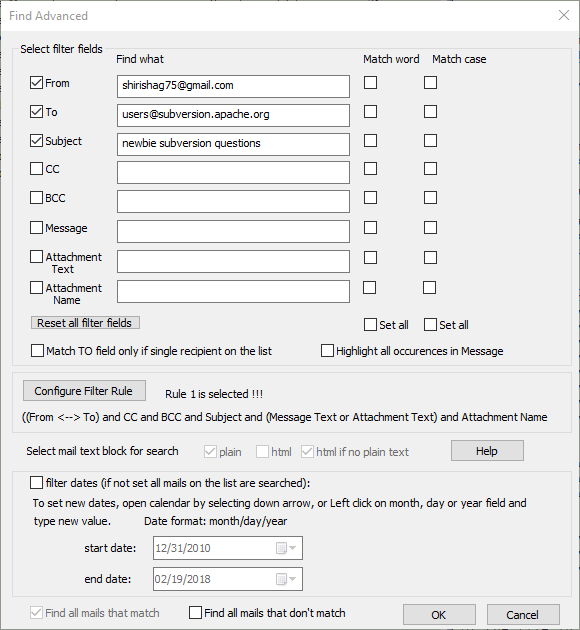 Find Advanced
Select filter fields
Find what Match word Match case
From shirishag75@gmail.com
To users@subversion.apache.org
Subject newbie subversion questions
CC
BCC
Message
Attachment
Text
Attachment
Name
Reset all filter fields Set all Set all
Match TO field only if single recipient on the list Highlight all occurences in Message
Configure Filter Rule Rule 1 is selected !!!
((From <--> To) and CC and BCC and Subject and (Message Text or Attachment Text) and Attachment Name
Select mail text block for search plain html html if no plain text Help
filter dates (if not set all mails on the list are searched):
To set new dates, open calendar by selecting down arrow, or Left click on month, day or year field and
type new value. Date format: month/day/year
start date: 12/31/2010
end date: 02/19/2018
Find all mails that match Find all mails that don't match OK Cancel